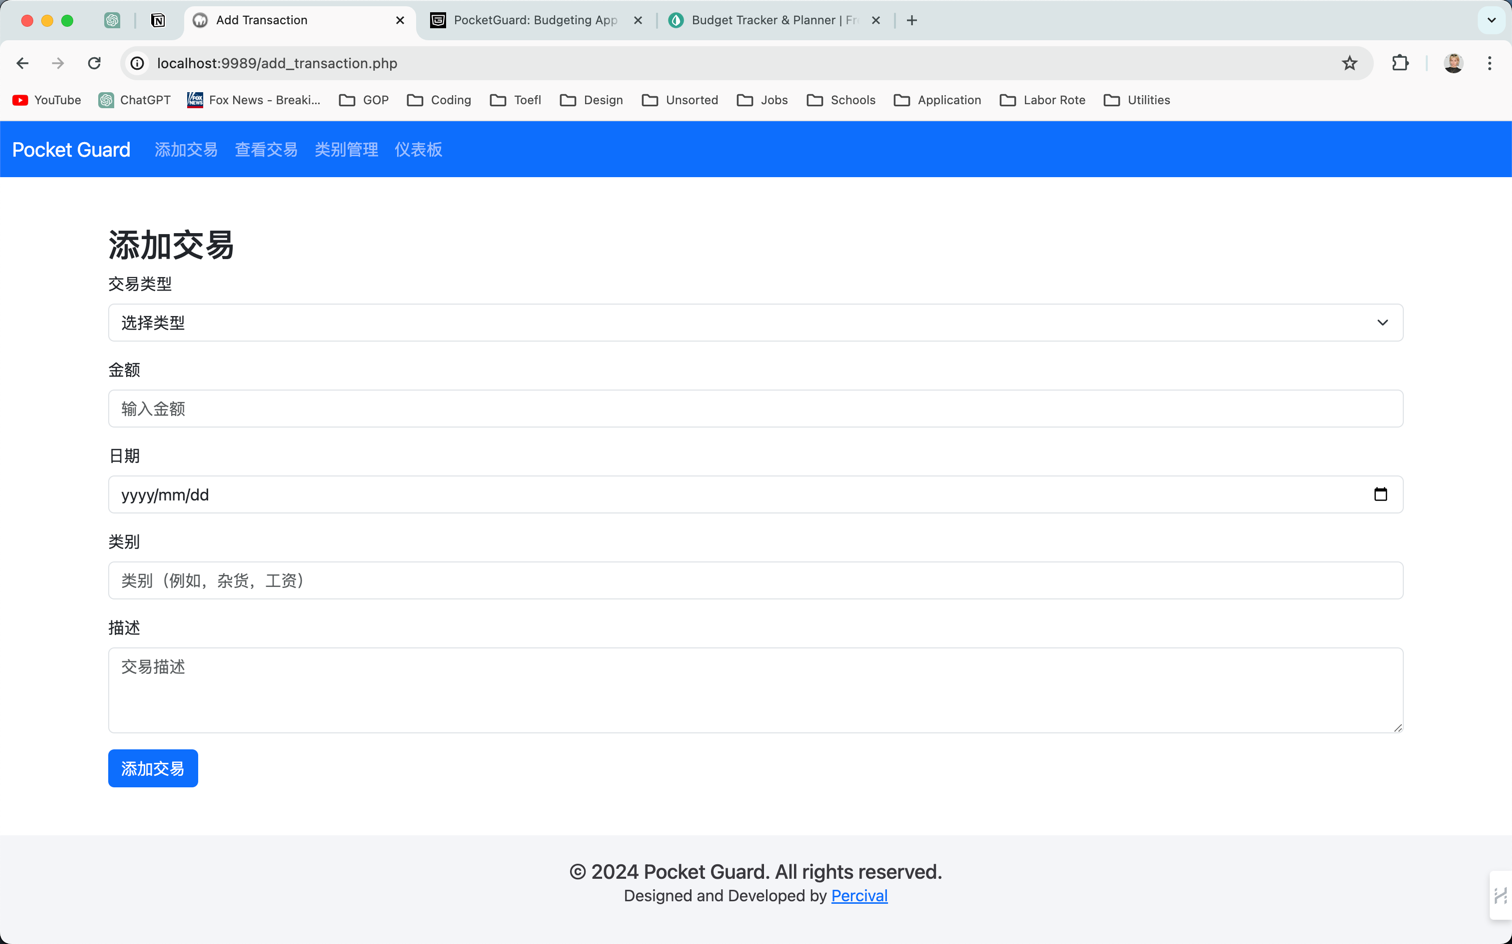 Add Transaction
PocketGuard: Budgeting App
Budget Tracker & Planner | Fr
localhost:9989/add_transaction.php
YouTube ChatGPT Fox News - Breaki... GOP Coding Toefl Design Unsorted Jobs Schools Application Labor Rote Utilities
Pocket Guard 添加交易 查看交易 类别管理 仪表板
添加交易
交易类型
选择类型
金额
输入金额
日期
yyyy/mm/dd
类别
类别（例如，杂货，工资）
描述
交易描述
添加交易
© 2024 Pocket Guard. All rights reserved.
Designed and Developed by Percival